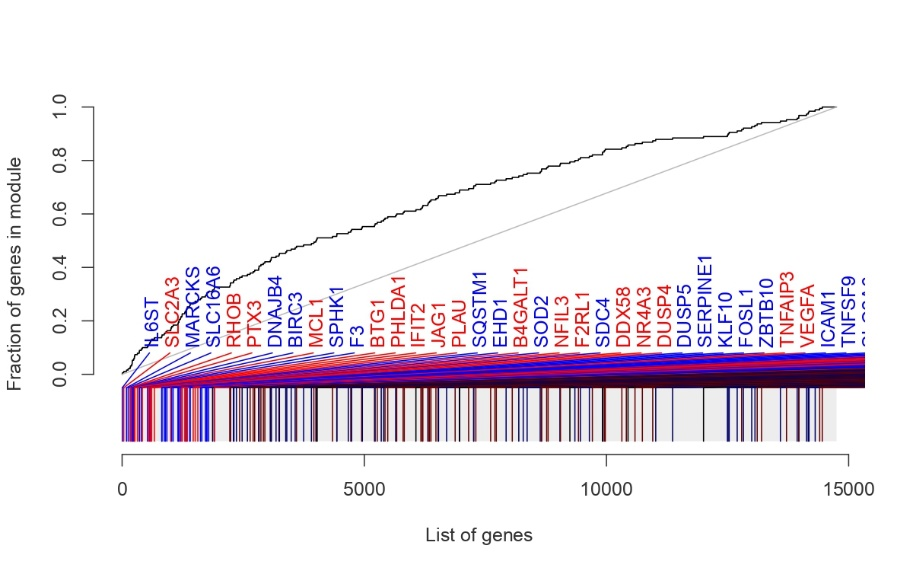 Fraction of genes in module
1.0
0.8
0.6
0.4
0.2
0.0
IL6ST
SLC2A3
MARCKS
SLC16A6
RHOB
PTX3
DNAJB4
BIRC3
MCL1
SPHK1
F3
BTG1
PHLDA1
IFIT2
JAG1
PLAU
SQSTM1
EHD1
B4GALT1
SOD2
NFIL3
F2RL1
SDC4
DDX58
NR4A3
DUSP4
DUSP5
SERPINE1
KLF10
FOSL1
ZBTB10
TNFAIP3
VEGFA
ICAM1
TNFSF9
0
5000
10000
15000
List of genes